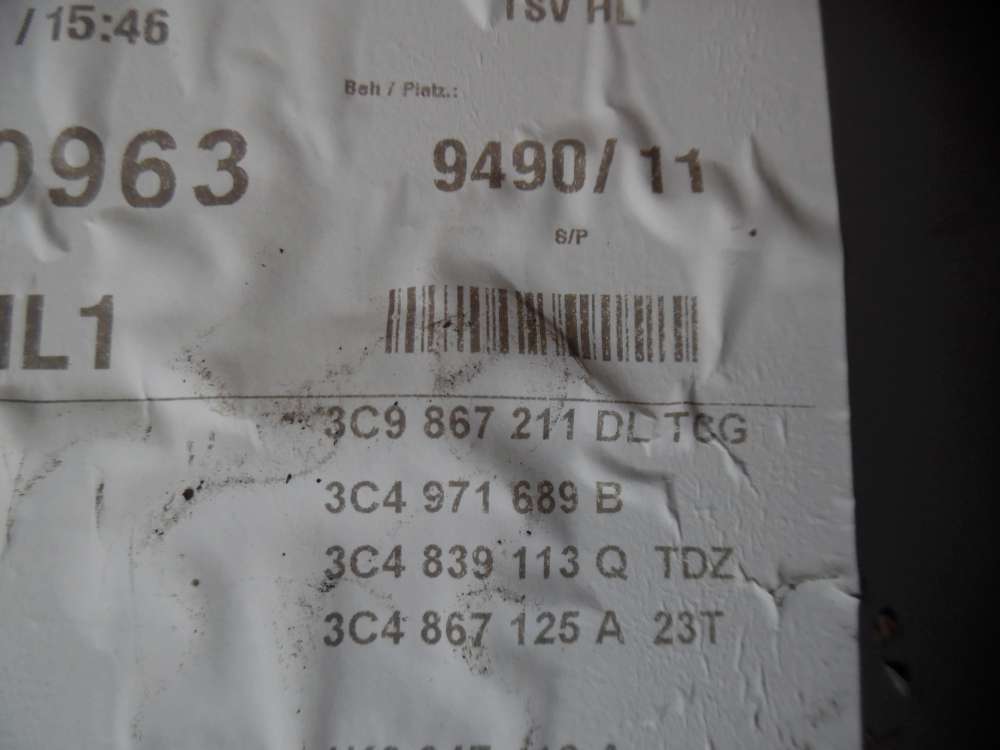 / 15:46
TSV HL
Beh / Platz.:
0963
9490/ 11
S/P
HL1
3C9 867 211 DL TCG
3C4 971 689 B
3C4 839 113 Q TDZ
3C4 867 125 A 23T